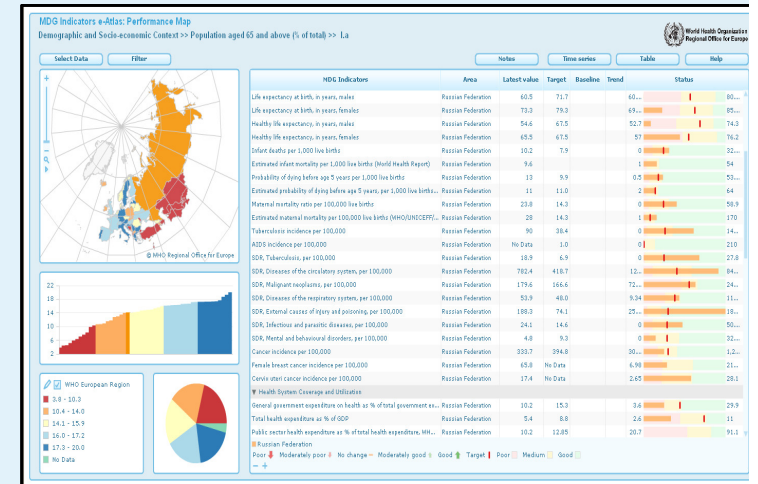 MDG Indicators e-Atlas: Performance Map
Demographic and Socio-economic Context >> Population aged 65 and above (% of total) >> 1.a
World Health Organization
Regional Office for Europe
Select Data Filter Notes Time series Table Help
MDG Indicators Area Latest value Target Baseline Trend Status
Life expectancy at birth, in years, males Russian Federation 60.5 71.7 60... 80...
Life expectancy at birth, in years, females Russian Federation 73.3 79.3 69... 85...
Healthy life expectancy, in years, males Russian Federation 54.6 67.5 52.7 74.3
Healthy life expectancy, in years, females Russian Federation 65.5 67.5 57 76.2
Infant deaths per 1,000 live births Russian Federation 10.2 7.9 0 32...
Estimated infant mortality per 1,000 live births (World Health Report) Russian Federation 9.6 1 54
Probability of dying before age 5 years per 1,000 live births Russian Federation 13 9.9 0.5 53...
Estimated probability of dying before age 5 years, per 1,000 live births... Russian Federation 11 11.0 2 64
Maternal mortality ratio per 100,000 live births Russian Federation 23.8 14.3 0 58.9
Estimated maternal mortality per 100,000 live births (WHO/UNICEF/... Russian Federation 28 14.3 1 170
Tuberculosis incidence per 100,000 Russian Federation 90 38.4 0 14...
AIDS incidence per 100,000 Russian Federation No Data 1.0 0 210
SDR, Tuberculosis, per 100,000 Russian Federation 18.9 6.9 0 27.8
SDR, Diseases of the circulatory system, per 100,000 Russian Federation 782.4 418.7 12... 84...
SDR, Malignant neoplasms, per 100,000 Russian Federation 179.6 166.6 72... 24...
SDR, Diseases of the respiratory system, per 100,000 Russian Federation 53.9 48.0 9.34 11...
SDR, External causes of injury and poisoning, per 100,000 Russian Federation 188.3 74.1 25... 18...
SDR, Infectious and parasitic diseases, per 100,000 Russian Federation 24.1 14.6 0 50...
SDR, Mental and behavioural disorders, per 100,000 Russian Federation 4.8 9.3 0 32...
Cancer incidence per 100,000 Russian Federation 333.7 394.8 30... 1,2...
Female breast cancer incidence per 100,000 Russian Federation 65.8 No Data 6.98 21...
Cervix uteri cancer incidence per 100,000 Russian Federation 17.4 No Data 2.65 28.1
Health System Coverage and Utilization
General government expenditure on health as % of total government ex... Russian Federation 10.2 15.3 3.6 29.9
Total health expenditure as % of GDP Russian Federation 5.4 8.8 2.6 11
Public sector health expenditure as % of total health expenditure, WH... Russian Federation 10.2 12.85 20.7 91.1
Russian Federation
Poor Moderately poor No change Moderately good Good Target Poor Medium Good
© WHO Regional Office for Europe
22
18
14
10
6
2
WHO European Region
3.8 - 10.3
10.4 - 14.0
14.1 - 15.9
16.0 - 17.2
17.3 - 20.0
No Data